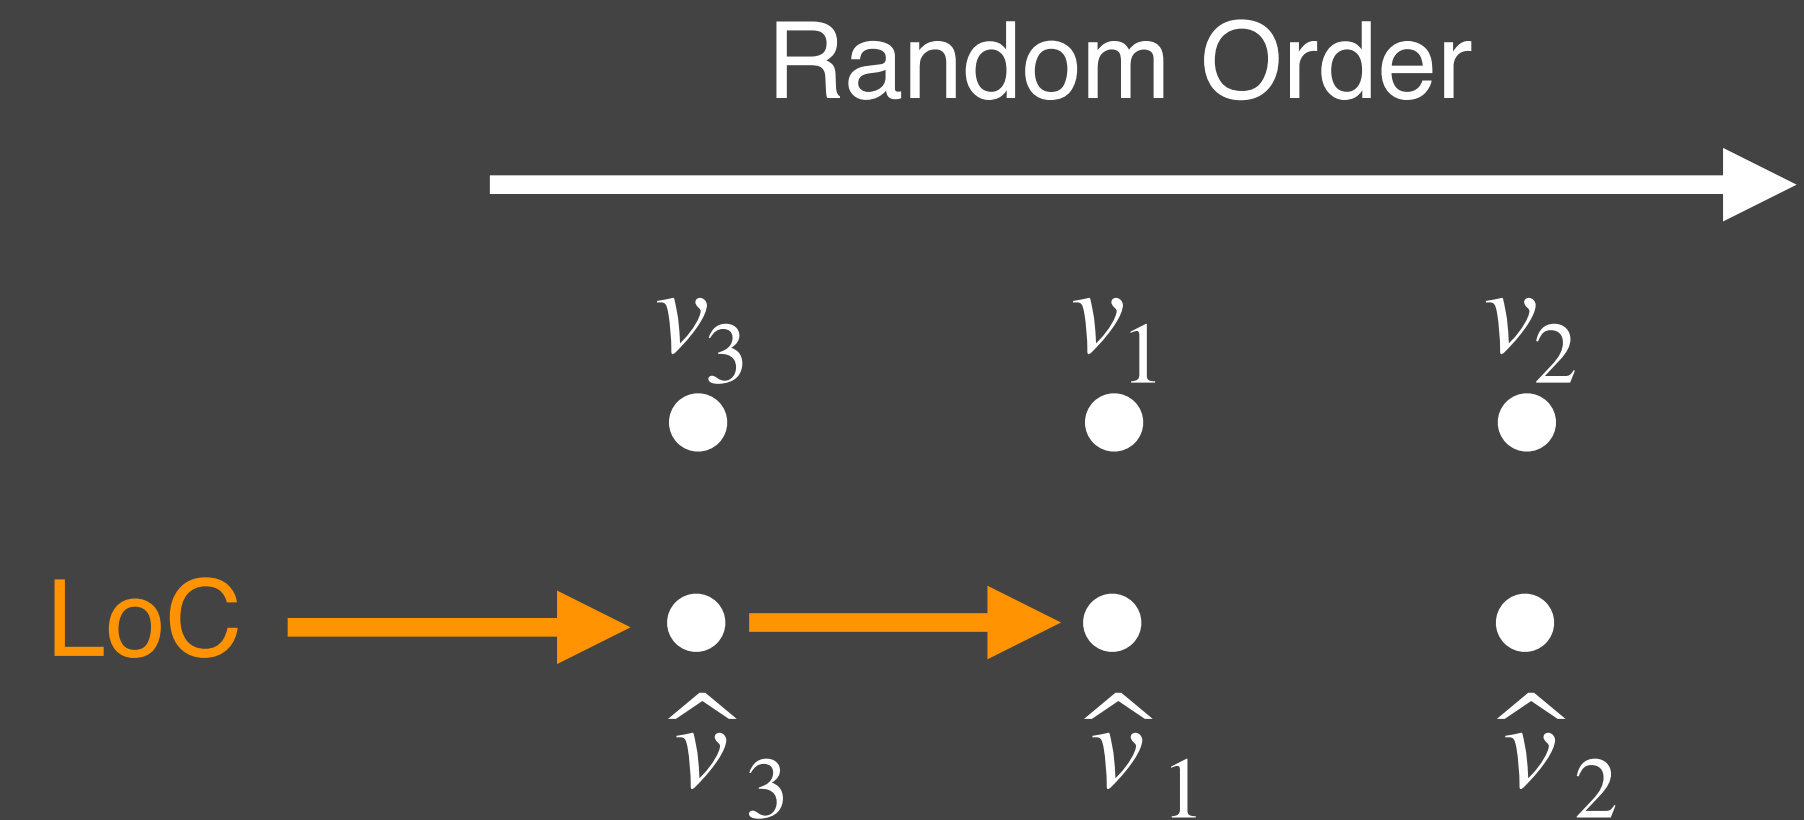 Random Order
v₃ v₁ v₂
LoC
v̂₃ v̂₁ v̂₂